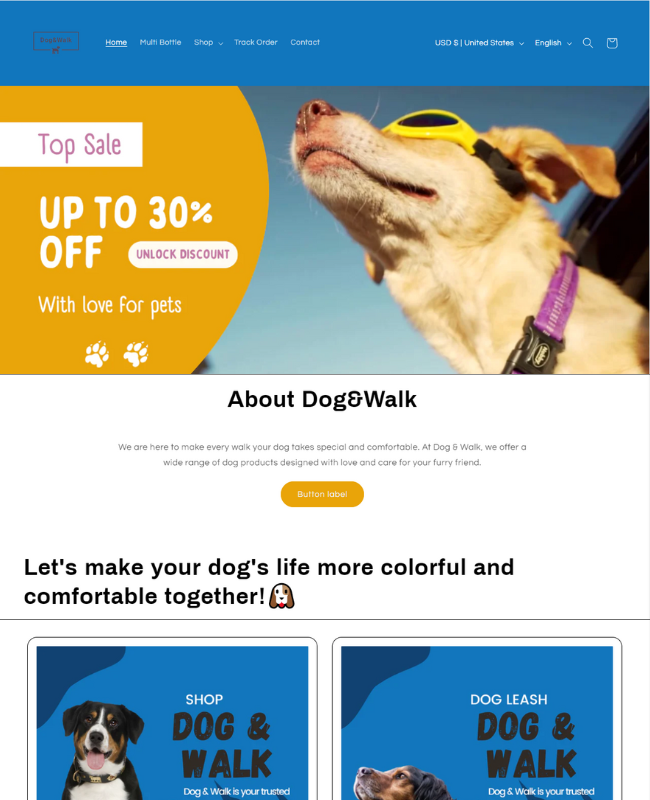 Dog&Walk
Home
Multi Bottle
Shop
Track Order
Contact
USD $ | United States
English
Top Sale
UP TO 30%
OFF
UNLOCK DISCOUNT
With love for pets
About Dog&Walk
We are here to make every walk your dog takes special and comfortable. At Dog & Walk, we offer a
wide range of dog products designed with love and care for your furry friend.
Button label
Let's make your dog's life more colorful and
comfortable together!
SHOP
DOG &
WALK
Dog & Walk is your trusted
DOG LEASH
DOG &
WALK
Dog & Walk is your trusted